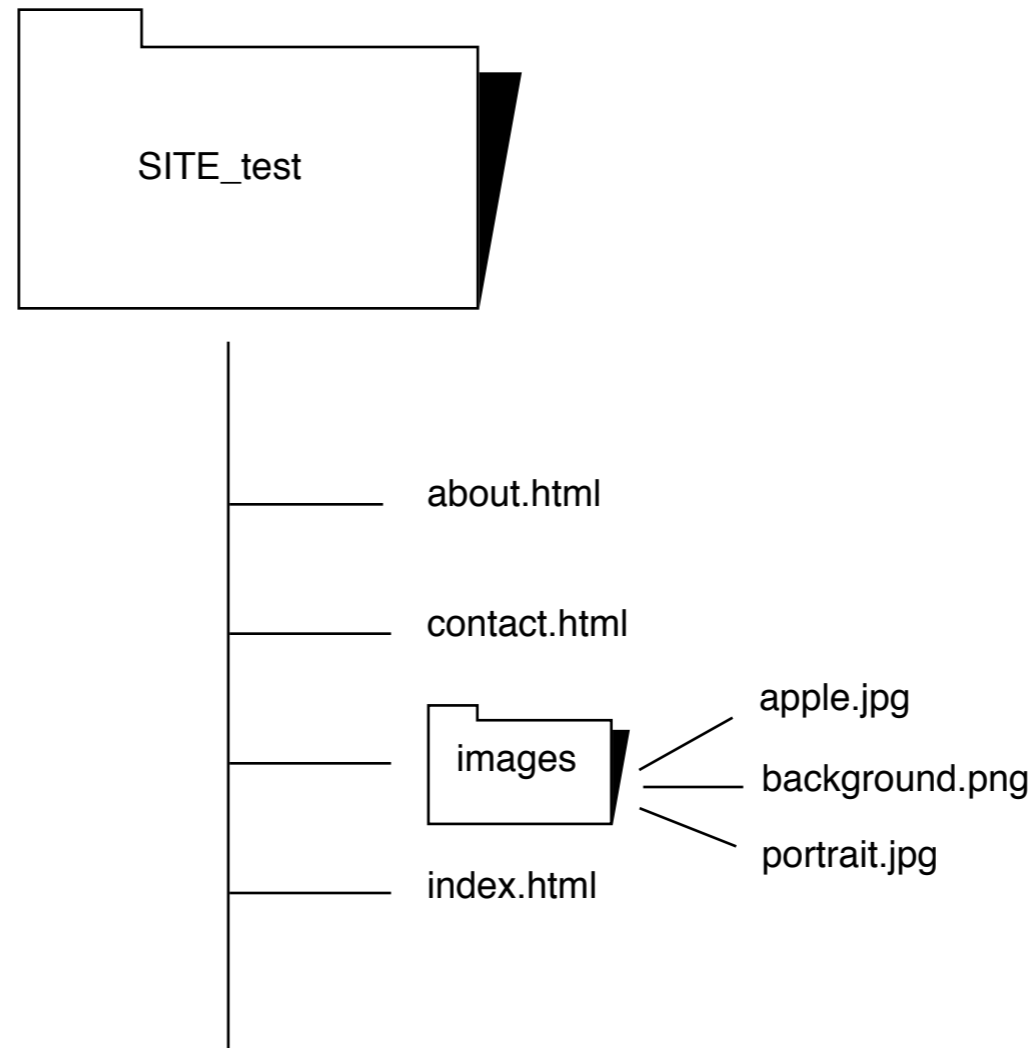 SITE_test
about.html
contact.html
images
apple.jpg
background.png
portrait.jpg
index.html